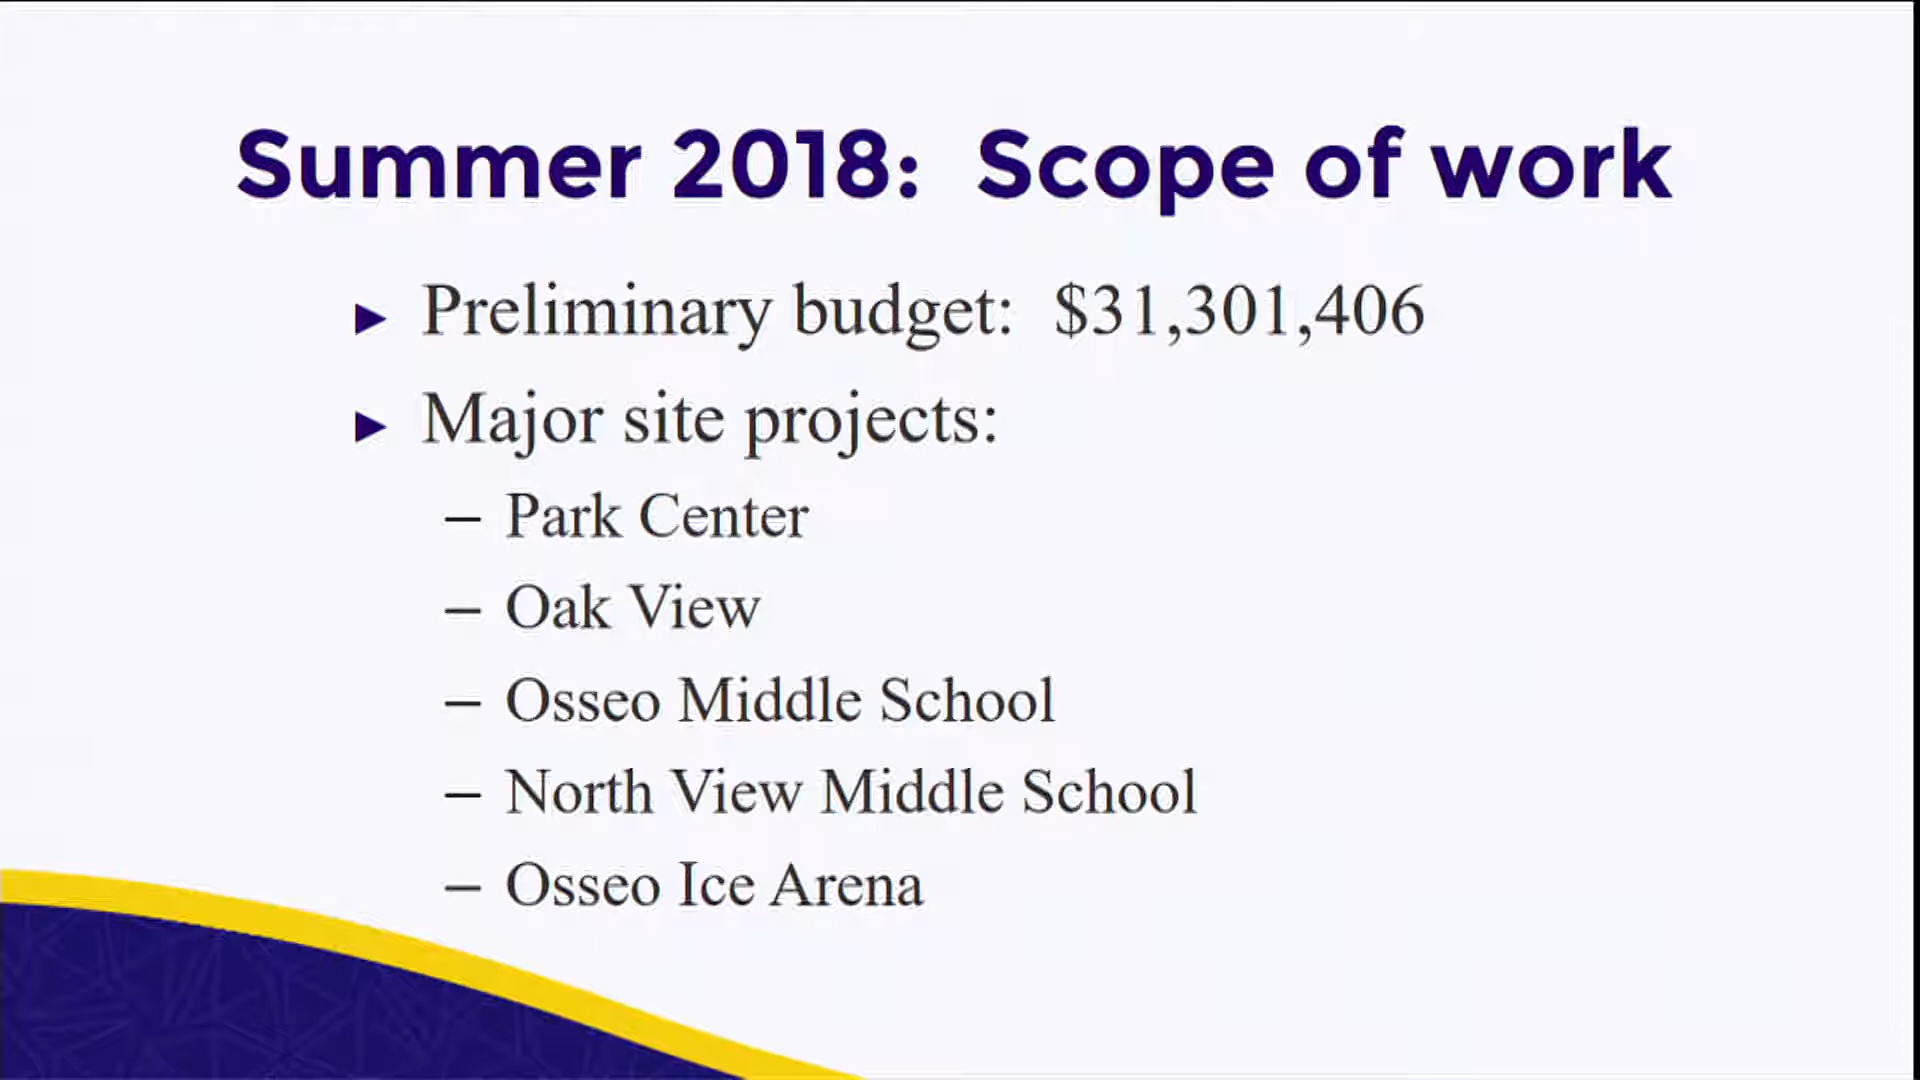 Summer 2018: Scope of work
► Preliminary budget: $31,301,406
► Major site projects:
– Park Center
– Oak View
– Osseo Middle School
– North View Middle School
– Osseo Ice Arena